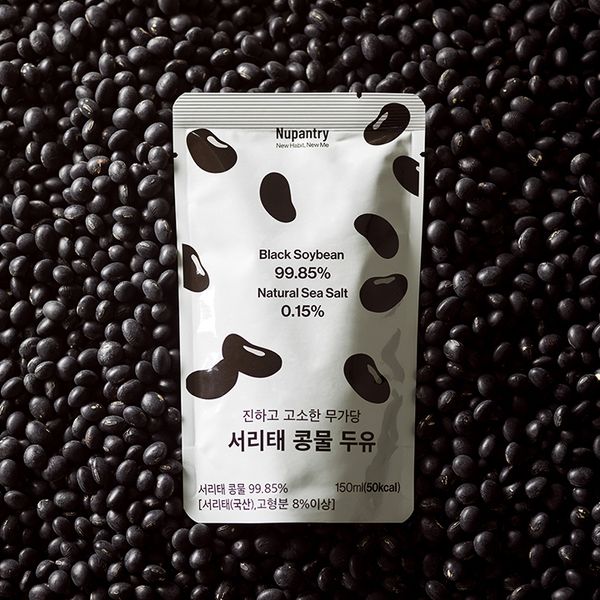 Nupantry
New Habit, New Me
Black Soybean
99.85%
Natural Sea Salt
0.15%
진하고 고소한 무가당
서리태 콩물 두유
서리태 콩물 99.85% 150ml(50kcal)
[서리태(국산),고형분 8%이상]